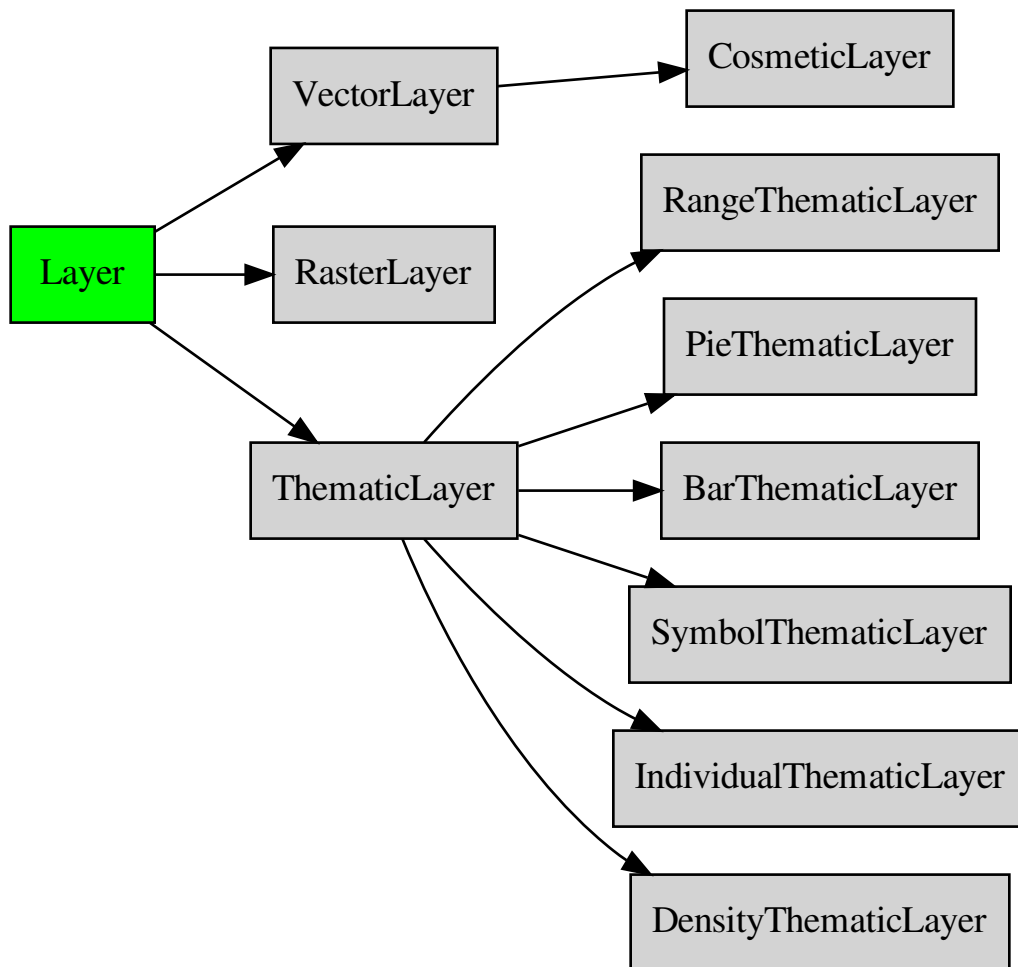 CosmeticLayer
VectorLayer
RangeThematicLayer
Layer
RasterLayer
PieThematicLayer
ThematicLayer
BarThematicLayer
SymbolThematicLayer
IndividualThematicLayer
DensityThematicLayer